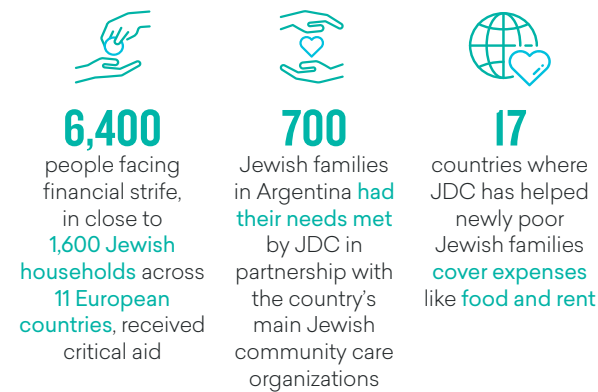 6,400
people facing
financial strife,
in close to
1,600 Jewish
households across
11 European
countries, received
critical aid
700
Jewish families
in Argentina had
their needs met
by JDC in
partnership with
the country's
main Jewish
community care
organizations
17
countries where
JDC has helped
newly poor
Jewish families
cover expenses
like food and rent